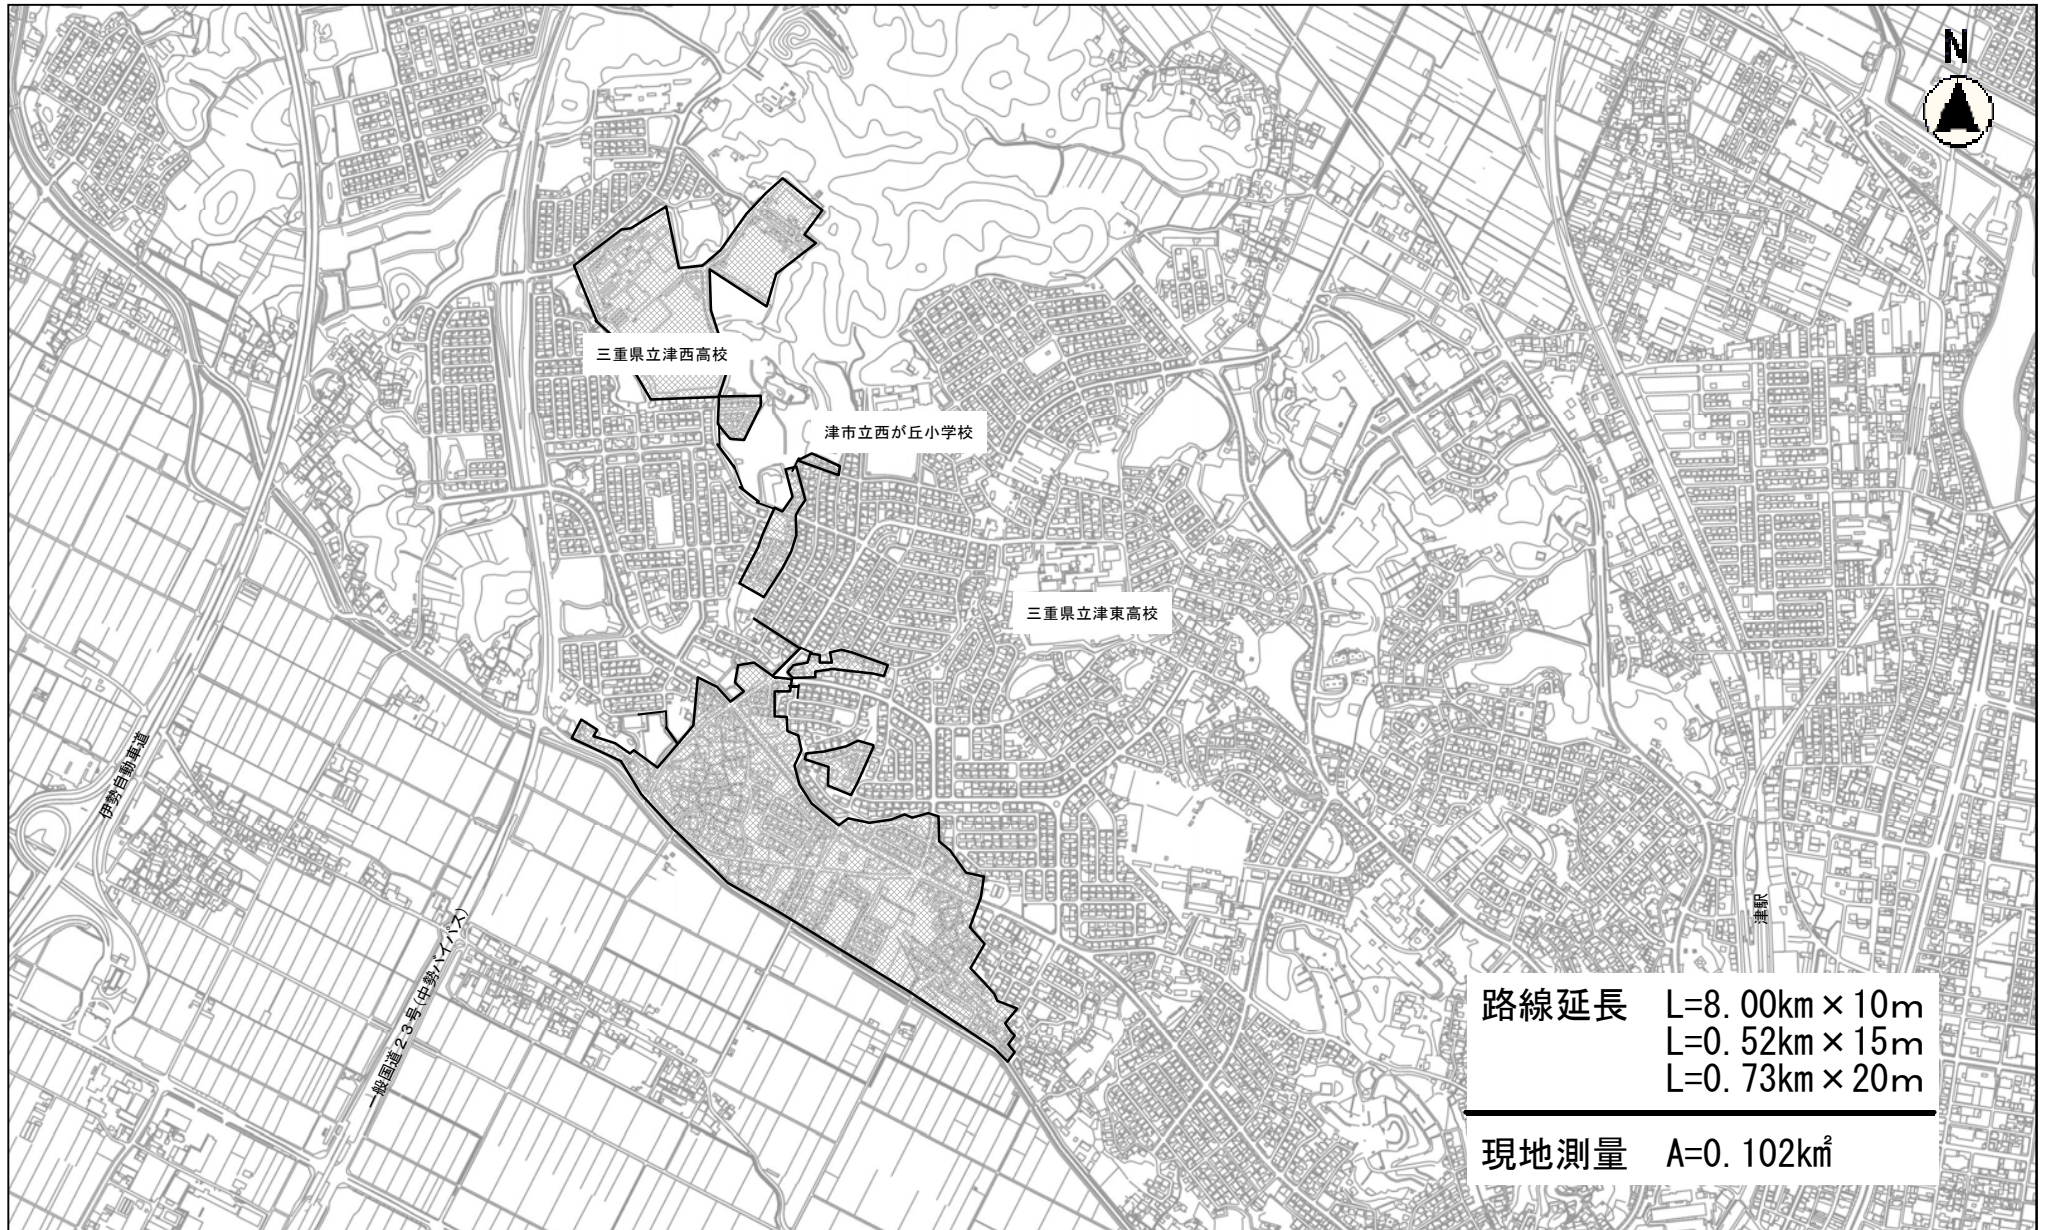 N
三重県立津西高校
津市立西が丘小学校
三重県立津東高校
伊勢自動車道
一般国道23号(中勢バイパス)
津駅
路線延長 L=8.00km×10m
L=0.52km×15m
L=0.73km×20m
現地測量 A=0.102k㎡